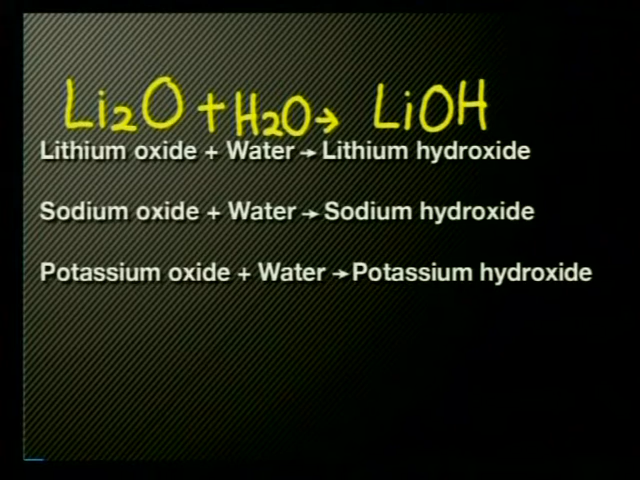 Li₂O + H₂O → LiOH
Lithium oxide + Water → Lithium hydroxide
Sodium oxide + Water → Sodium hydroxide
Potassium oxide + Water → Potassium hydroxide